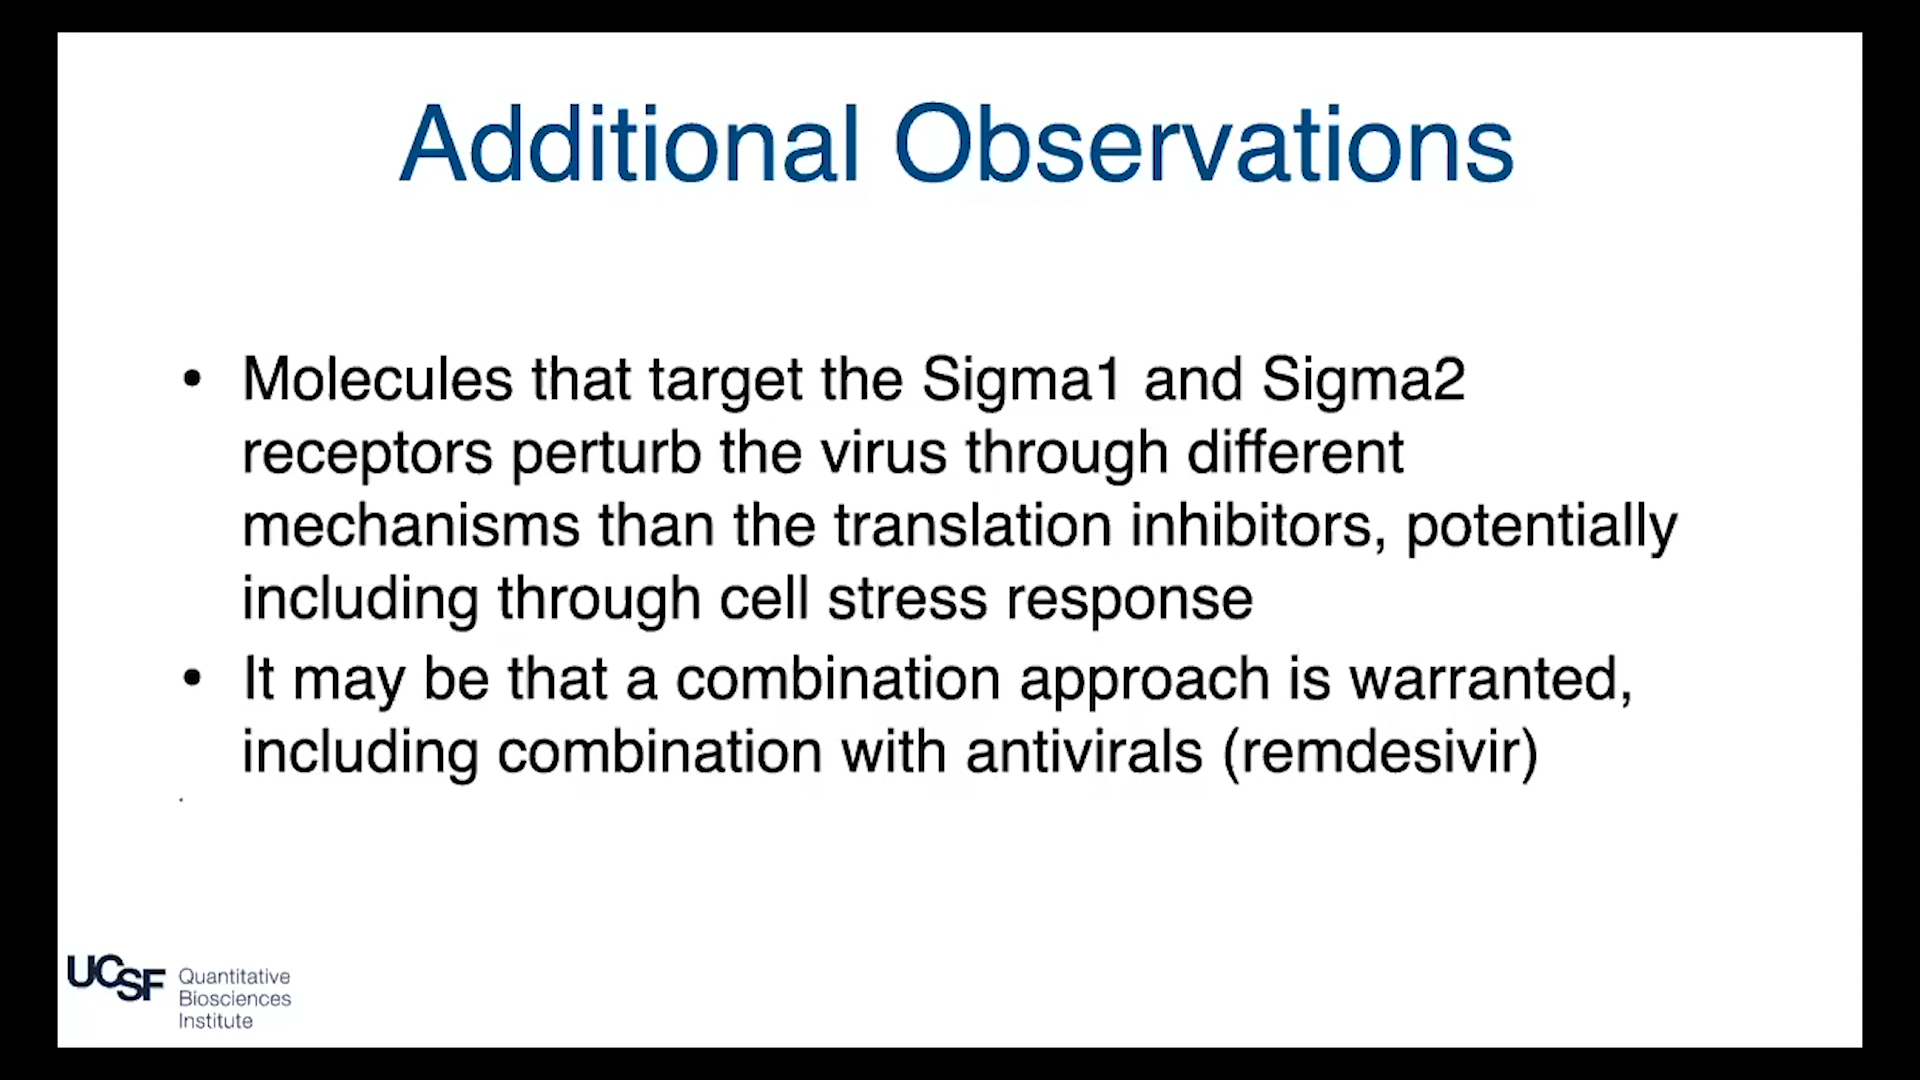 Additional Observations
• Molecules that target the Sigma1 and Sigma2
receptors perturb the virus through different
mechanisms than the translation inhibitors, potentially
including through cell stress response
• It may be that a combination approach is warranted,
including combination with antivirals (remdesivir)
UCSF
Quantitative
Biosciences
Institute